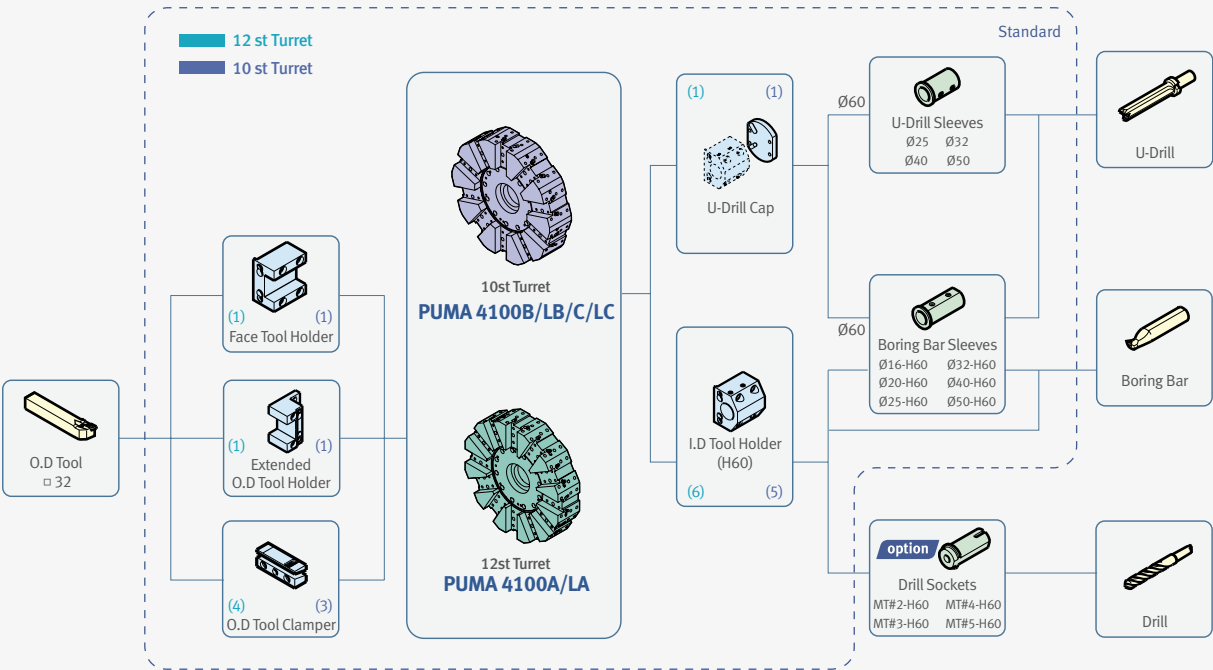 Standard
12 st Turret
10 st Turret
O.D Tool
□ 32
(1) (1)
Face Tool Holder
(1) (1)
Extended
O.D Tool Holder
(4) (3)
O.D Tool Clamper
10st Turret
PUMA 4100B/LB/C/LC
12st Turret
PUMA 4100A/LA
(1) (1)
U-Drill Cap
I.D Tool Holder
(H60)
(6) (5)
Ø60
U-Drill Sleeves
Ø25 Ø32
Ø40 Ø50
Ø60
Boring Bar Sleeves
Ø16-H60 Ø32-H60
Ø20-H60 Ø40-H60
Ø25-H60 Ø50-H60
option
Drill Sockets
MT#2-H60 MT#4-H60
MT#3-H60 MT#5-H60
U-Drill
Boring Bar
Drill